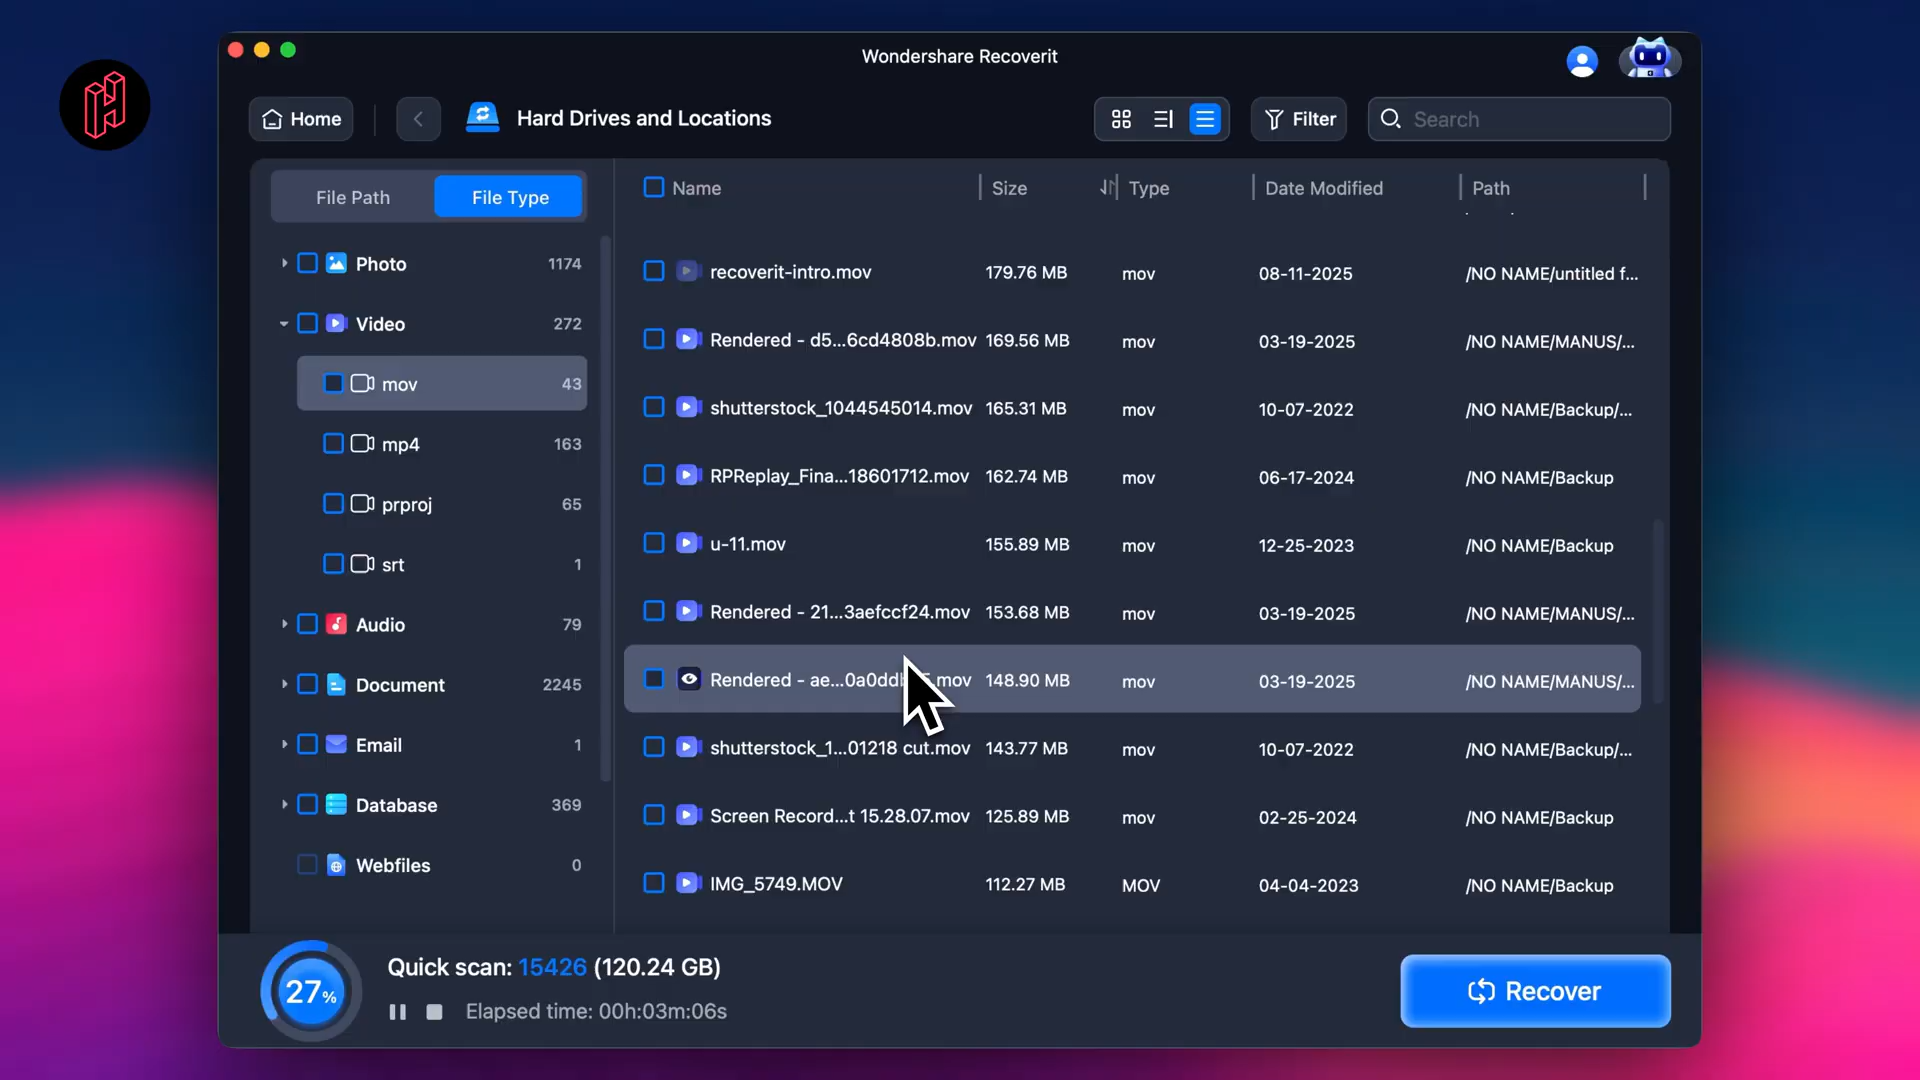 Wondershare Recoverit
Home
Hard Drives and Locations
Filter
Search
File Path
File Type
Name
Size
Type
Date Modified
Path
Photo 1174
Video 272
mov 43
mp4 163
prproj 65
srt 1
Audio 79
Document 2245
Email 1
Database 369
Webfiles 0
recoverit-intro.mov 179.76 MB mov 08-11-2025 /NO NAME/untitled f...
Rendered - d5...6cd4808b.mov 169.56 MB mov 03-19-2025 /NO NAME/MANUS/...
shutterstock_1044545014.mov 165.31 MB mov 10-07-2022 /NO NAME/Backup/...
RPReplay_Fina...18601712.mov 162.74 MB mov 06-17-2024 /NO NAME/Backup
u-11.mov 155.89 MB mov 12-25-2023 /NO NAME/Backup
Rendered - 21...3aefccf24.mov 153.68 MB mov 03-19-2025 /NO NAME/MANUS/...
Rendered - .mov 148.90 MB mov 03-19-2025 /NO NAME/MANUS/...
shutterstock_1...01218 cut.mov 143.77 MB mov 10-07-2022 /NO NAME/Backup/...
Screen Record...t 15.28.07.mov 125.89 MB mov 02-25-2024 /NO NAME/Backup
IMG_5749.MOV 112.27 MB MOV 04-04-2023 /NO NAME/Backup
27%
Quick scan: 15426 (120.24 GB)
Elapsed time: 00h:03m:06s
Recover